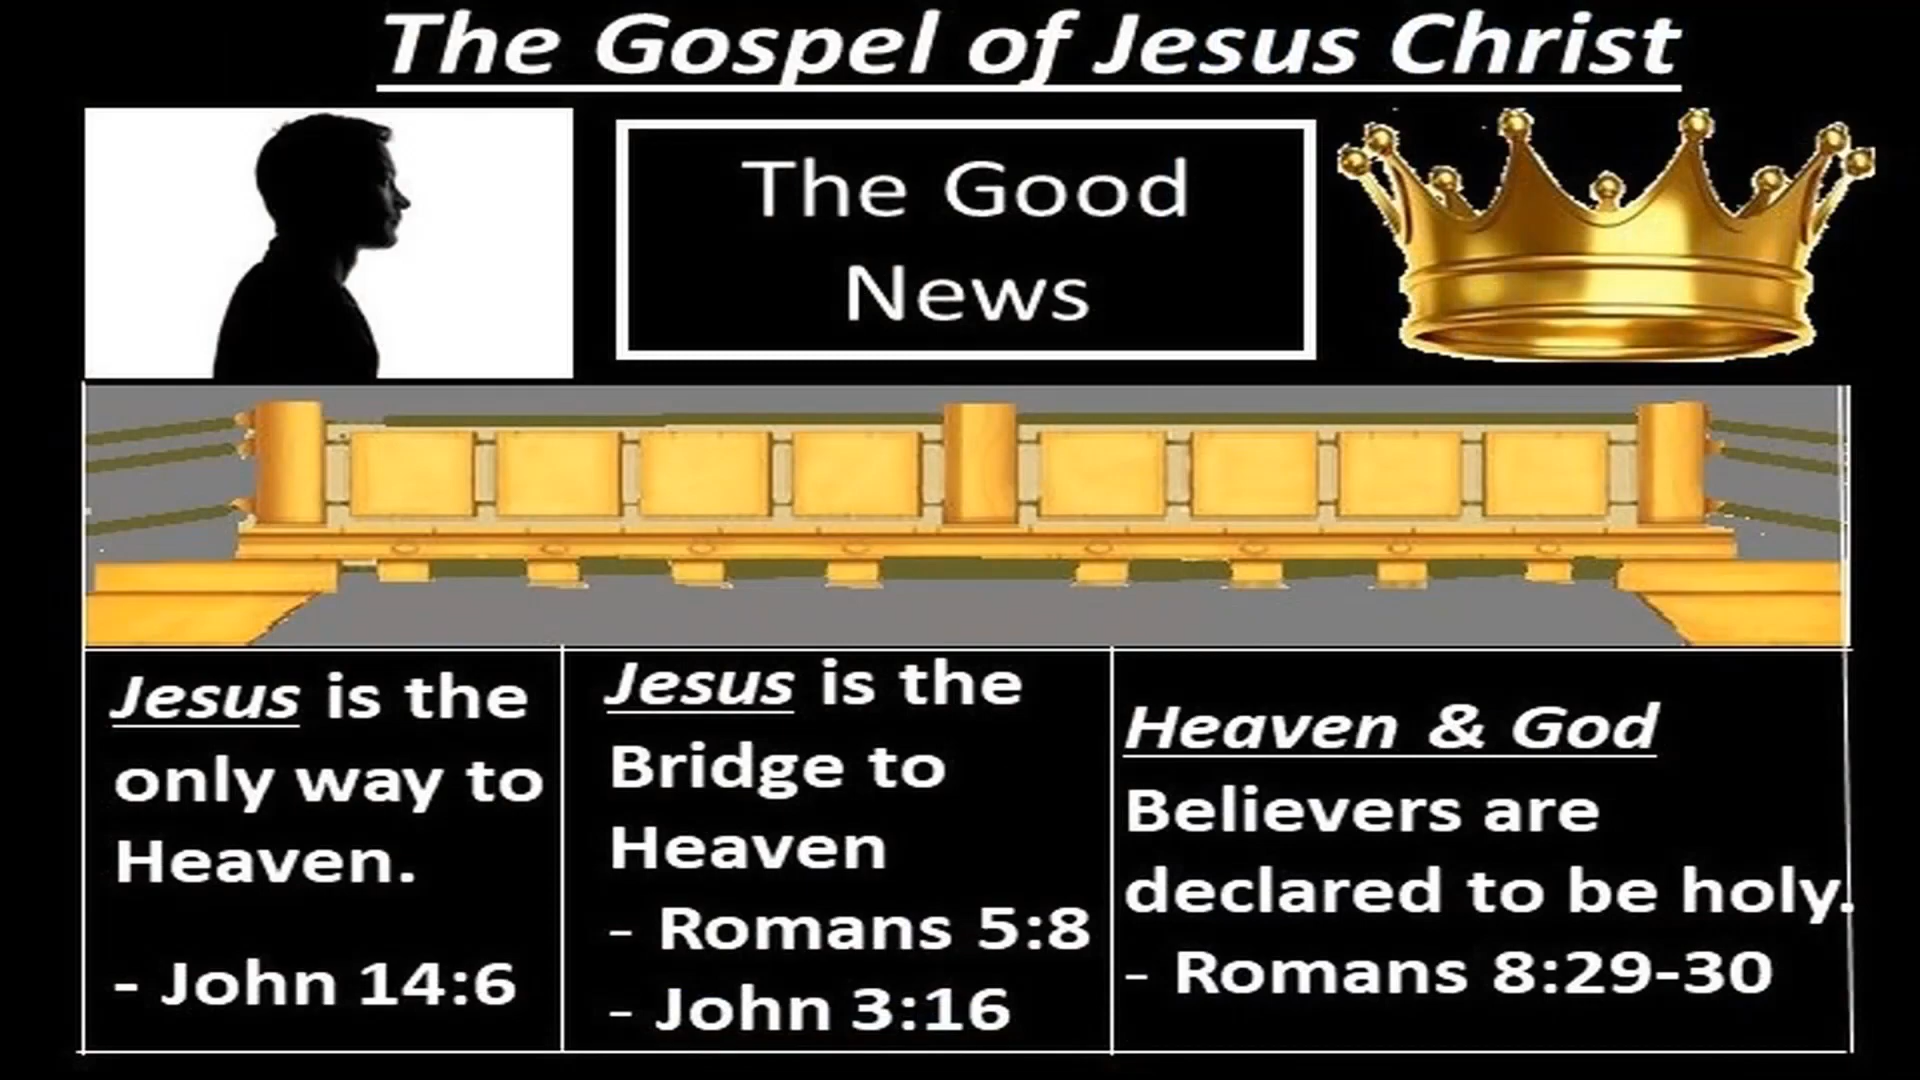 The Gospel of Jesus Christ
The Good
News
Jesus is the
only way to
Heaven.
- John 14:6
Jesus is the
Bridge to
Heaven
- Romans 5:8
- John 3:16
Heaven & God
Believers are
declared to be holy.
- Romans 8:29-30